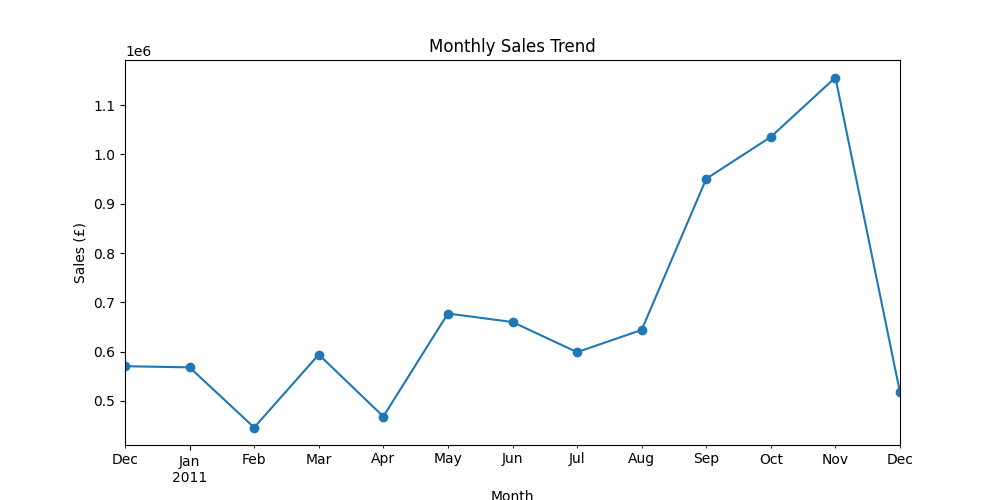 Monthly Sales Trend
1e6
1.1
1.0
0.9
0.8
0.7
0.6
0.5
Sales (£)
Dec Jan Feb Mar Apr May Jun Jul Aug Sep Oct Nov Dec
2011
Month